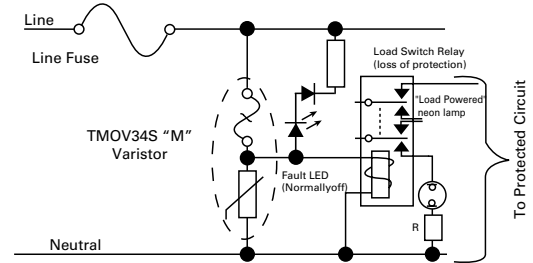 Line
Line Fuse
Load Switch Relay
(loss of protection)
"Load Powered"
neon lamp
TMOV34S “M”
Varistor
Fault LED
(Normallyoff)
R
Neutral
To Protected Circuit